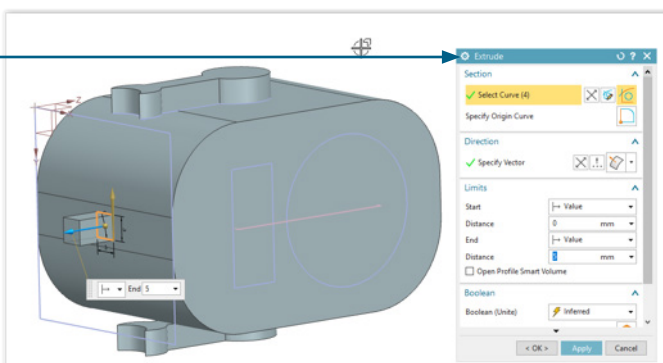 Extrude
Section
Select Curve (4)
Specify Origin Curve
Direction
Specify Vector
Limits
Start Value
Distance 0 mm
End Value
Distance 5 mm
Open Profile Smart Volume
Boolean
Boolean (Unite) Inferred
< OK > Apply Cancel
End 5
Z